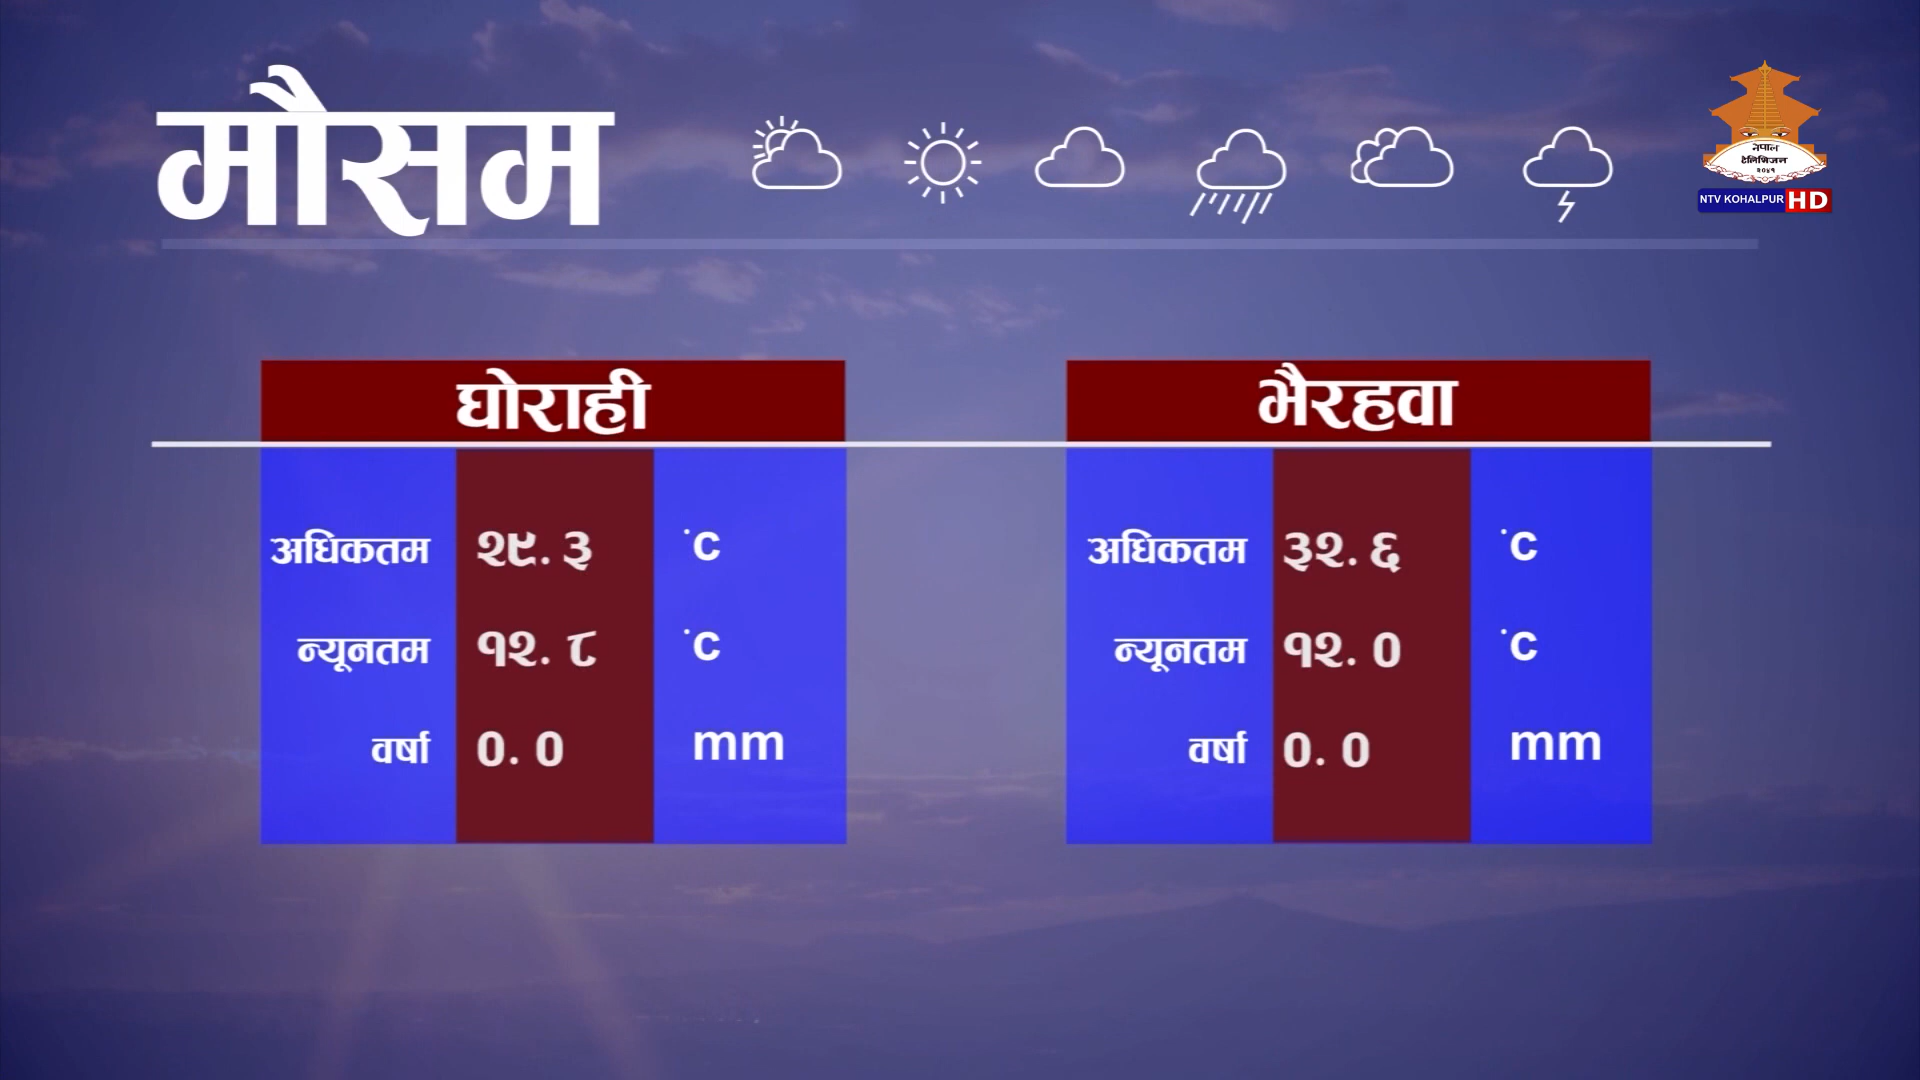 मौसम
नेपाल
टेलिभिजन
२०४१
NTV KOHALPUR HD
घोराही
अधिकतम २९.३ °C
न्यूनतम १२.८ °C
वर्षा 0.0 mm
भैरहवा
अधिकतम ३२.६ °C
न्यूनतम १२.0 °C
वर्षा 0.0 mm